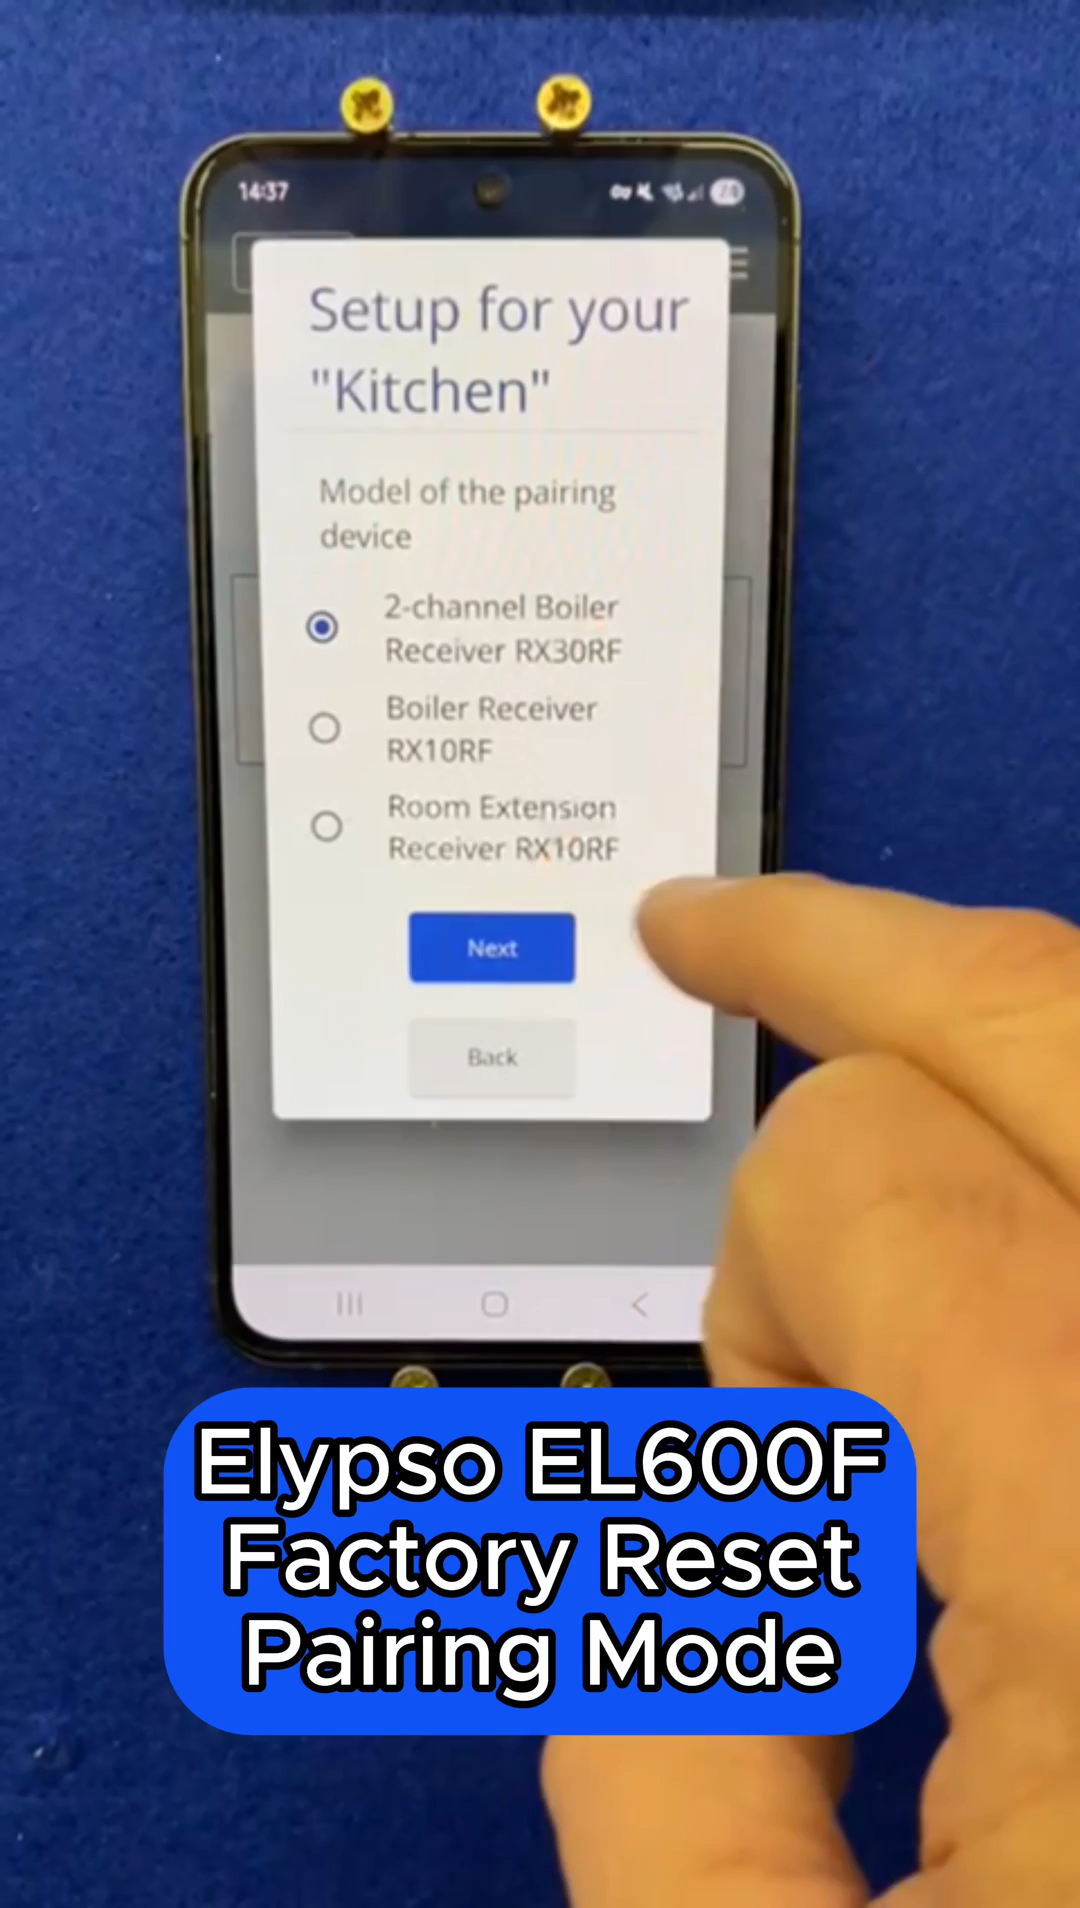 14:37
Setup for your
"Kitchen"
Model of the pairing
device
2-channel Boiler
Receiver RX30RF
Boiler Receiver
RX10RF
Room Extension
Receiver RX10RF
Next
Back
Elypso EL600F
Factory Reset
Pairing Mode